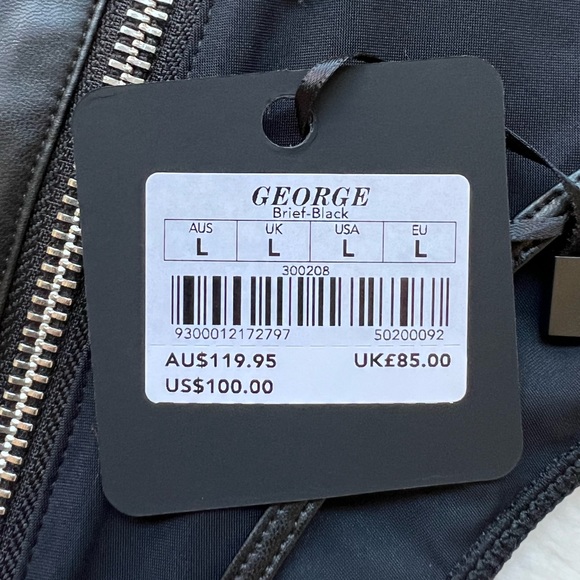 GEORGE
Brief-Black
AUS UK USA EU
L L L L
300208
9300012172797 50200092
AU$119.95 UK£85.00
US$100.00